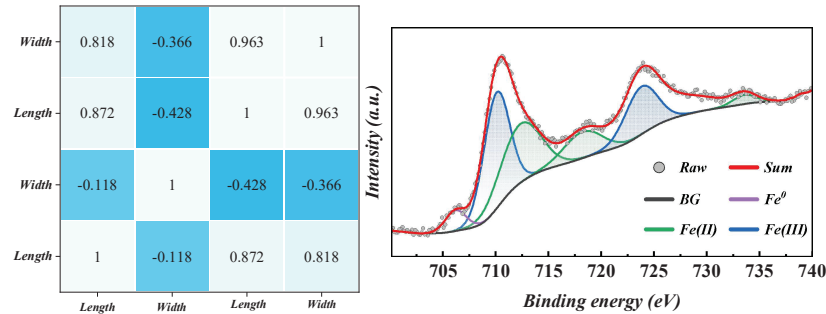 Width 0.818 -0.366 0.963 1
Length 0.872 -0.428 1 0.963
Width -0.118 1 -0.428 -0.366
Length 1 -0.118 0.872 0.818
Length Width Length Width
Intensity (a.u.)
Raw Sum
BG Fe⁰
Fe(II) Fe(III)
705 710 715 720 725 730 735 740
Binding energy (eV)